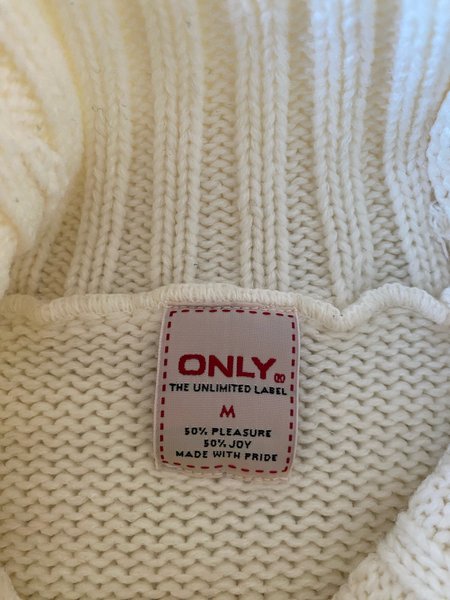 ONLY®
THE UNLIMITED LABEL
M
50% PLEASURE
50% JOY
MADE WITH PRIDE